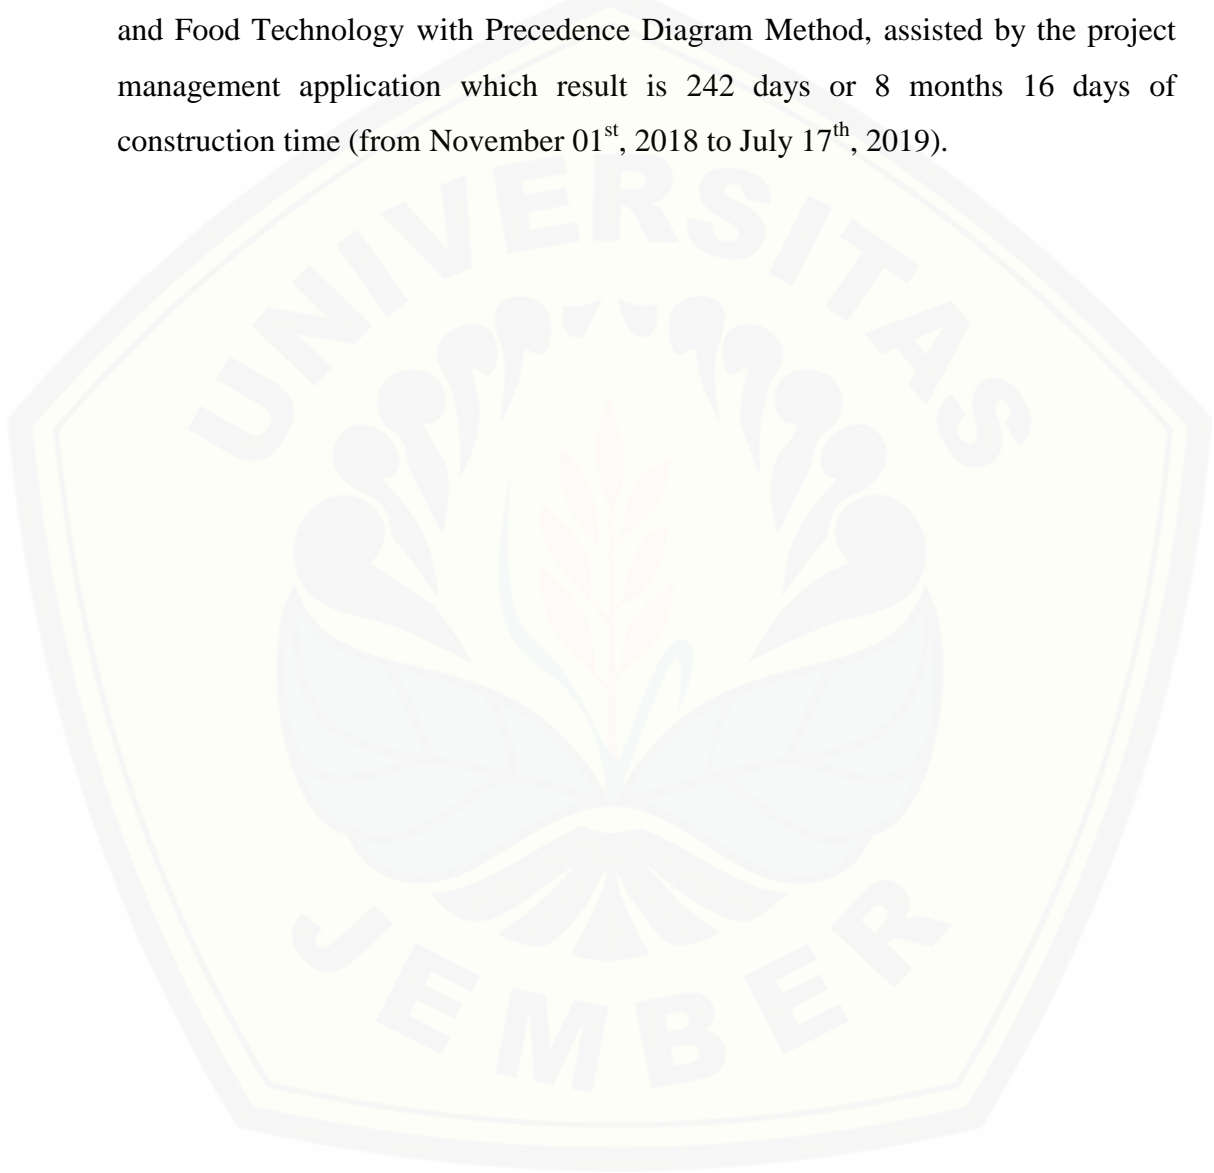 and Food Technology with Precedence Diagram Method, assisted by the project
management application which result is 242 days or 8 months 16 days of
construction time (from November 01st, 2018 to July 17th, 2019).
UNIVERSITAS
JEMBER